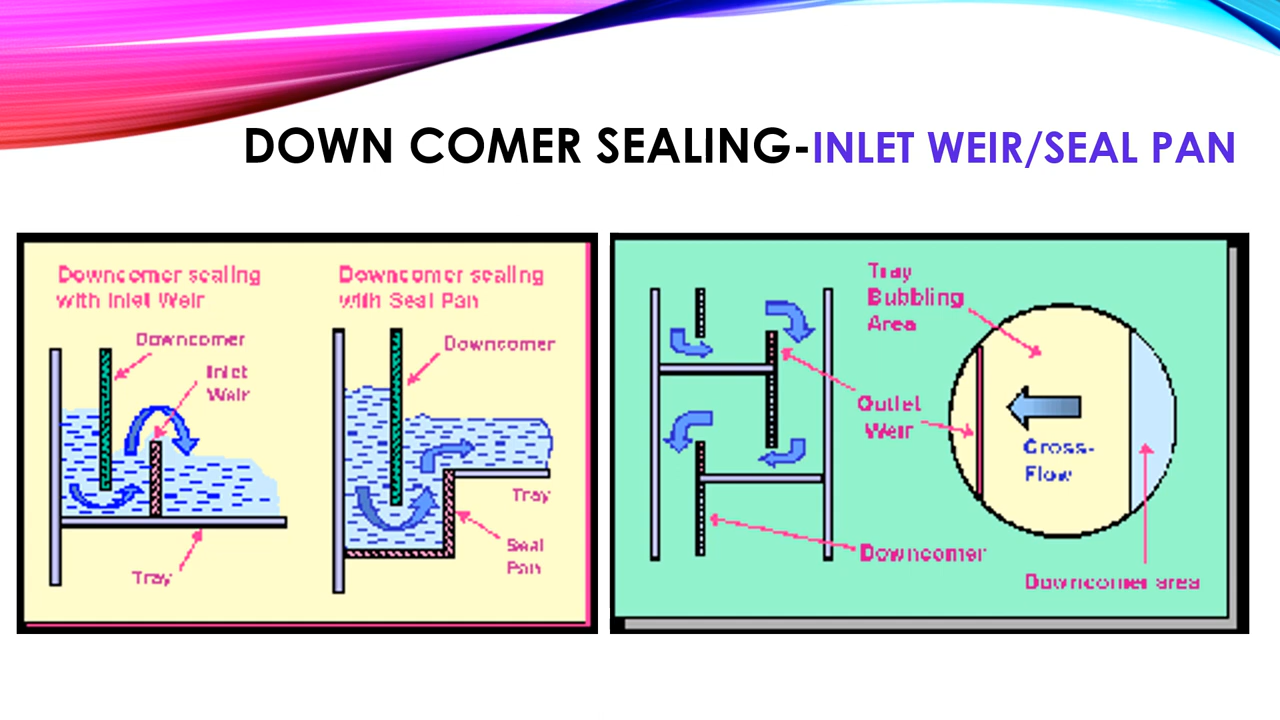 DOWN COMER SEALING-INLET WEIR/SEAL PAN
Downcomer sealing
with Inlet Weir
Downcomer
Inlet
Weir
Tray
Downcomer sealing
with Seal Pan
Downcomer
Tray
Seal
Pan
Tray
Bubbling
Area
Outlet
Weir
Cross-
Flow
Downcomer
Downcomer area